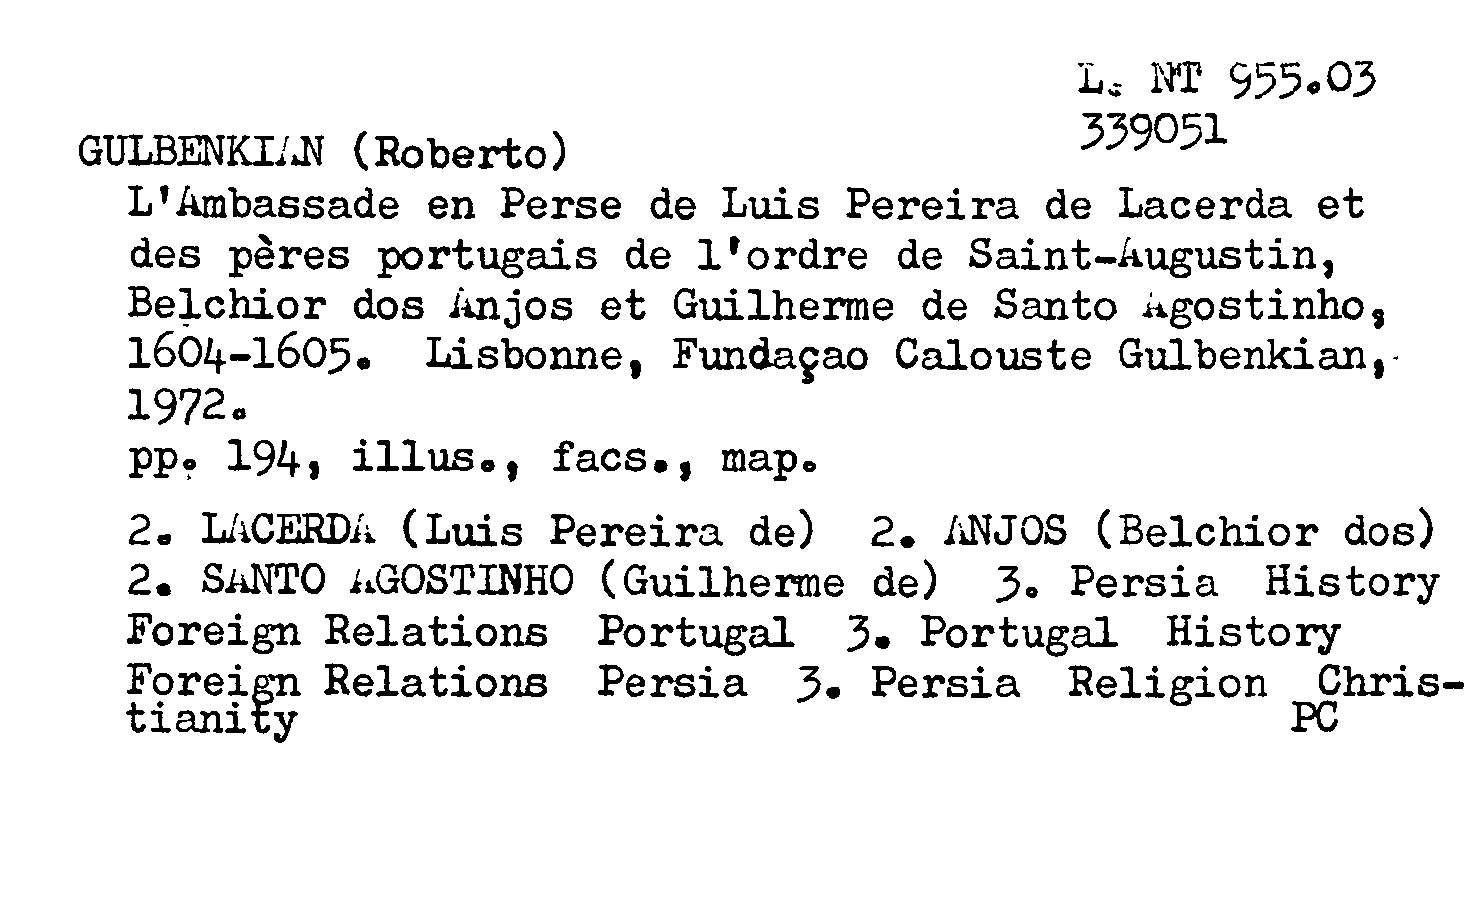 L. NT 955.03
339051
GULBENKIAN (Roberto)
L'Ambassade en Perse de Luis Pereira de Lacerda et
des pères portugais de l'ordre de Saint-Augustin,
Belchior dos Anjos et Guilherme de Santo Agostinho,
1604-1605. Lisbonne, Fundaçao Calouste Gulbenkian,
1972.
pp. 194, illus., facs., map.
2. LACERDA (Luis Pereira de) 2. ANJOS (Belchior dos)
2. SANTO AGOSTINHO (Guilherme de) 3. Persia History
Foreign Relations Portugal 3. Portugal History
Foreign Relations Persia 3. Persia Religion Chris-
tianity PC